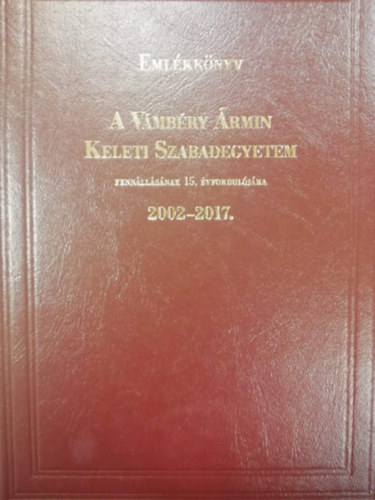 Emlékkönyv
A Vámbéry Ármin
Keleti Szabadegyetem
fennállásának 15. évfordulójára
2002–2017.